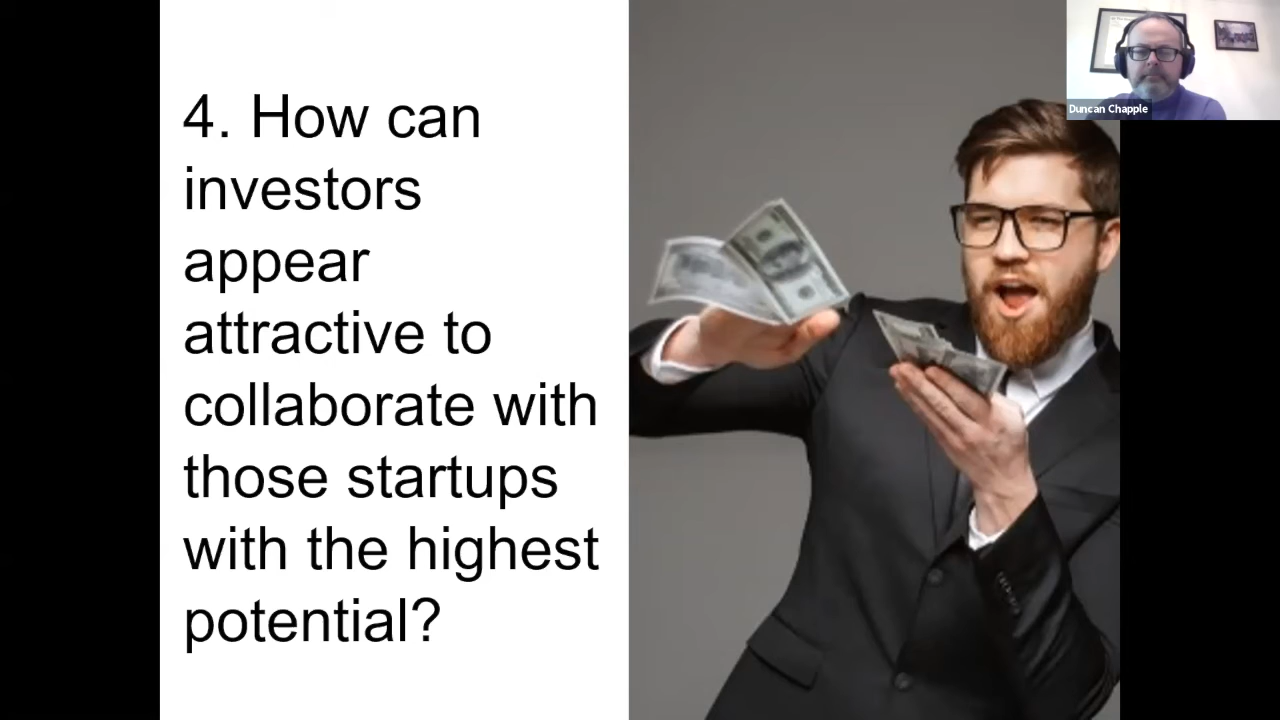 4. How can
investors
appear
attractive to
collaborate with
those startups
with the highest
potential?
Duncan Chapple